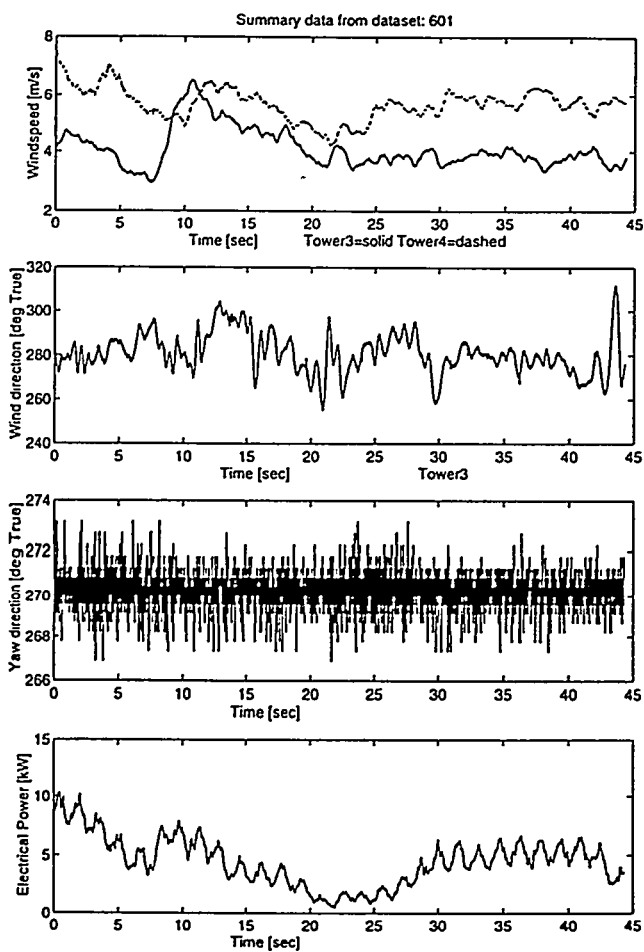 Summary data from dataset: 601
8
6
4
2
Windspeed [m/s]
0 5 10 15 20 25 30 35 40 45
Time [sec] Tower3=solid Tower4=dashed
320
300
280
260
240
Wind direction [deg True]
0 5 10 15 20 25 30 35 40 45
Time [sec] Tower3
274
272
270
268
266
Yaw direction [deg True]
0 5 10 15 20 25 30 35 40 45
Time [sec]
15
10
5
0
Electrical Power [kW]
0 5 10 15 20 25 30 35 40 45
Time [sec]